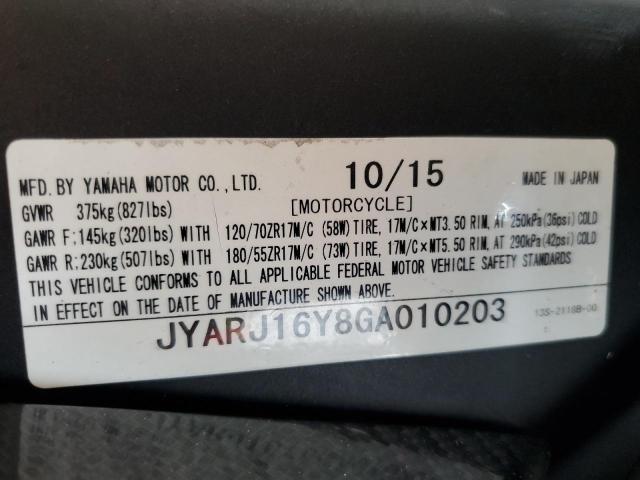 MFD. BY YAMAHA MOTOR CO., LTD. 10/15 MADE IN JAPAN
GVWR 375kg (827lbs) [MOTORCYCLE]
GAWR F: 145kg (320lbs) WITH 120/70ZR17M/C (58W) TIRE, 17M/C×MT3.50 RIM, AT 250kPa (36psi) COLD
GAWR R: 230kg (507lbs) WITH 180/55ZR17M/C (73W) TIRE, 17M/C×MT5.50 RIM, AT 290kPa (42psi) COLD
THIS VEHICLE CONFORMS TO ALL APPLICABLE FEDERAL MOTOR VEHICLE SAFETY STANDARDS
IN EFFECT ON THE DATE OF MANUFACTURE SHOWN ABOVE.
JYARJ16Y8GA010203 13S-2118B-00